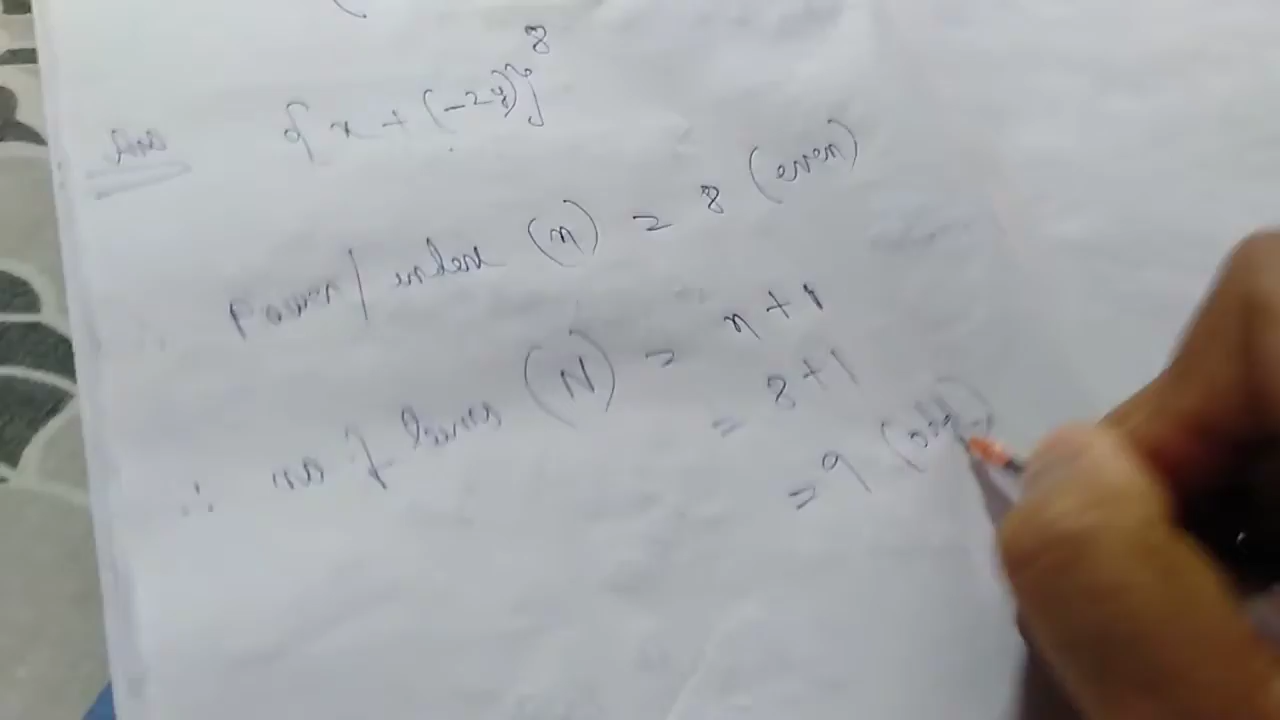 Ans {x + (-2y)}^8
Power/index (n) = 8 (even)
∴ no of terms (N) = n + 1
= 8 + 1
= 9 (odd)